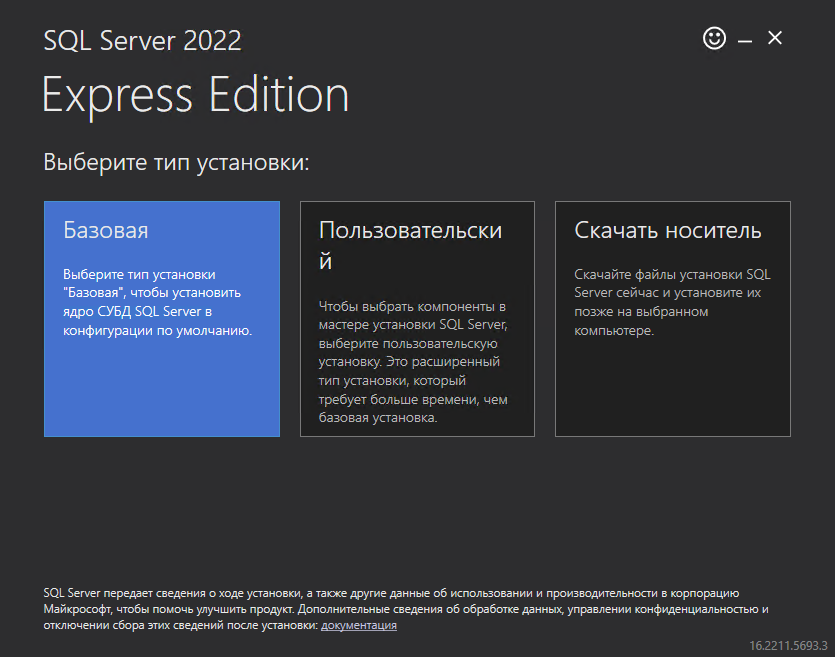 SQL Server 2022
Express Edition
Выберите тип установки:
Базовая
Выберите тип установки
"Базовая", чтобы установить
ядро СУБД SQL Server в
конфигурации по умолчанию.
Пользовательски
й
Чтобы выбрать компоненты в
мастере установки SQL Server,
выберите пользовательскую
установку. Это расширенный
тип установки, который
требует больше времени, чем
базовая установка.
Скачать носитель
Скачайте файлы установки SQL
Server сейчас и установите их
позже на выбранном
компьютере.
SQL Server передает сведения о ходе установки, а также другие данные об использовании и производительности в корпорацию
Майкрософт, чтобы помочь улучшить продукт. Дополнительные сведения об обработке данных, управлении конфиденциальностью и
отключении сбора этих сведений после установки: документация
16.2211.5693.3